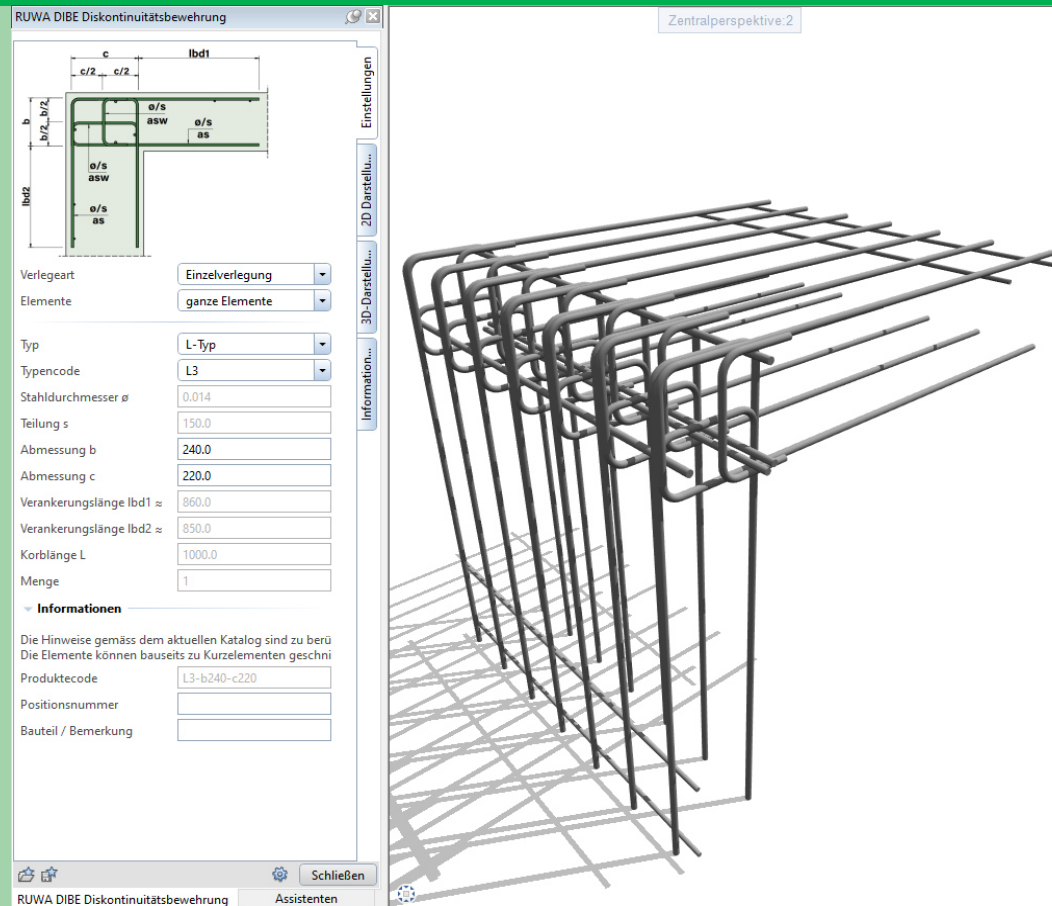 RUWA DIBE Diskontinuitätsbewehrung
Zentralperspektive:2
c
lbd1
c/2
c/2
b
b/2
b/2
ø/s
asw
ø/s
as
ø/s
asw
lbd2
ø/s
as
Einstellungen
2D Darstellu...
3D-Darstellu...
Information...
Verlegeart Einzelverlegung
Elemente ganze Elemente
Typ L-Typ
Typencode L3
Stahldurchmesser ø 0.014
Teilung s 150.0
Abmessung b 240.0
Abmessung c 220.0
Verankerungslänge lbd1 ≈ 860.0
Verankerungslänge lbd2 ≈ 850.0
Korblänge L 1000.0
Menge 1
Informationen
Die Hinweise gemäss dem aktuellen Katalog sind zu berü
Die Elemente können bauseits zu Kurzelementen geschni
Produktecode L3-b240-c220
Positionsnummer
Bauteil / Bemerkung
Schließen
RUWA DIBE Diskontinuitätsbewehrung Assistenten